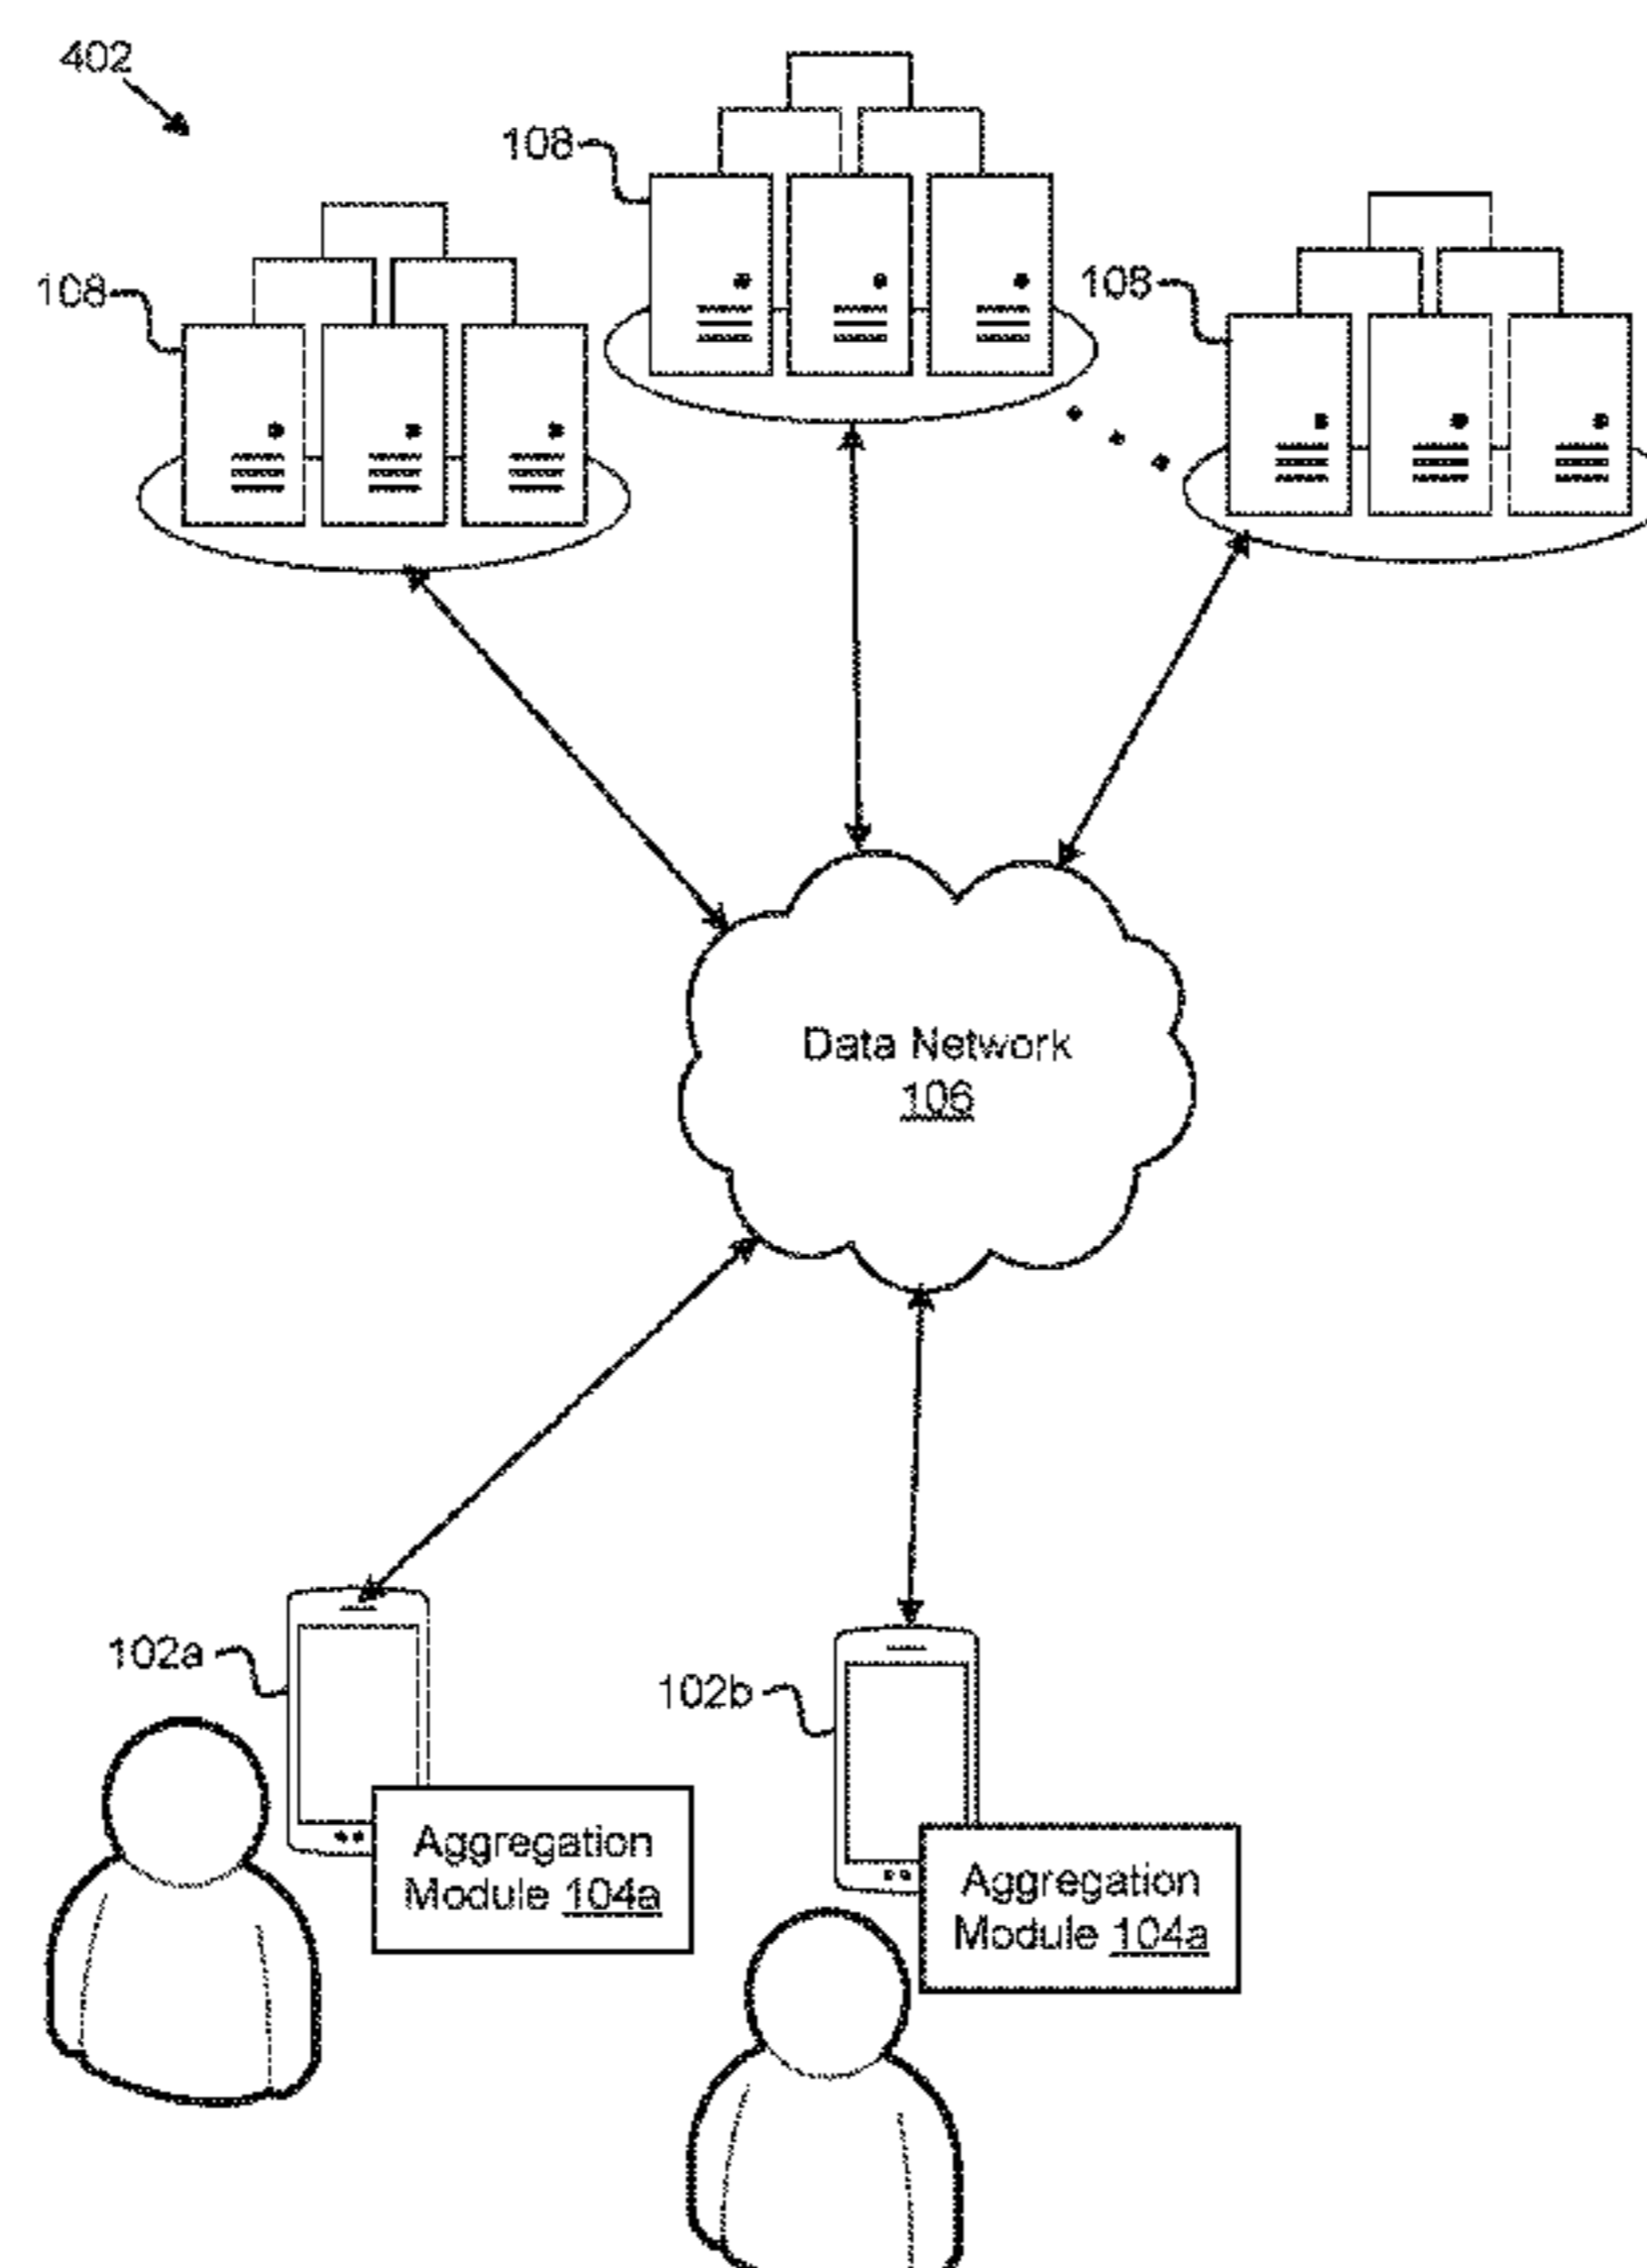 402
108
108
108
Data Network
106
102a
102b
Aggregation
Module 104a
Aggregation
Module 104a